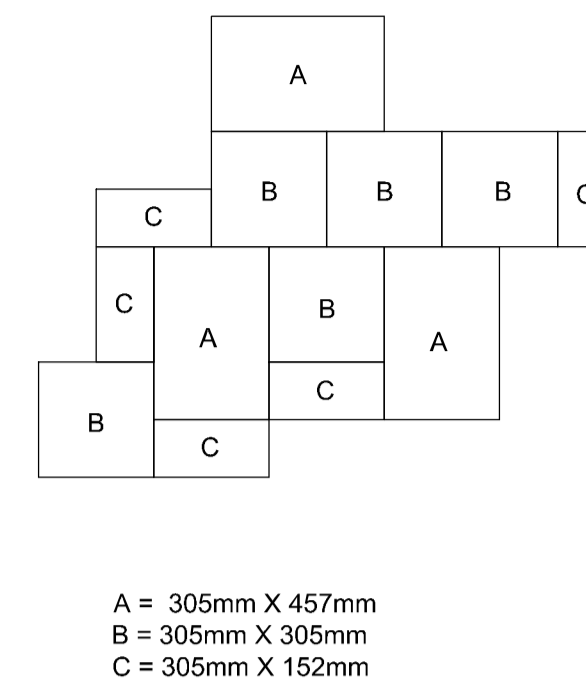 A
B B B
C
C A B A
C
B
C
A = 305mm X 457mm
B = 305mm X 305mm
C = 305mm X 152mm